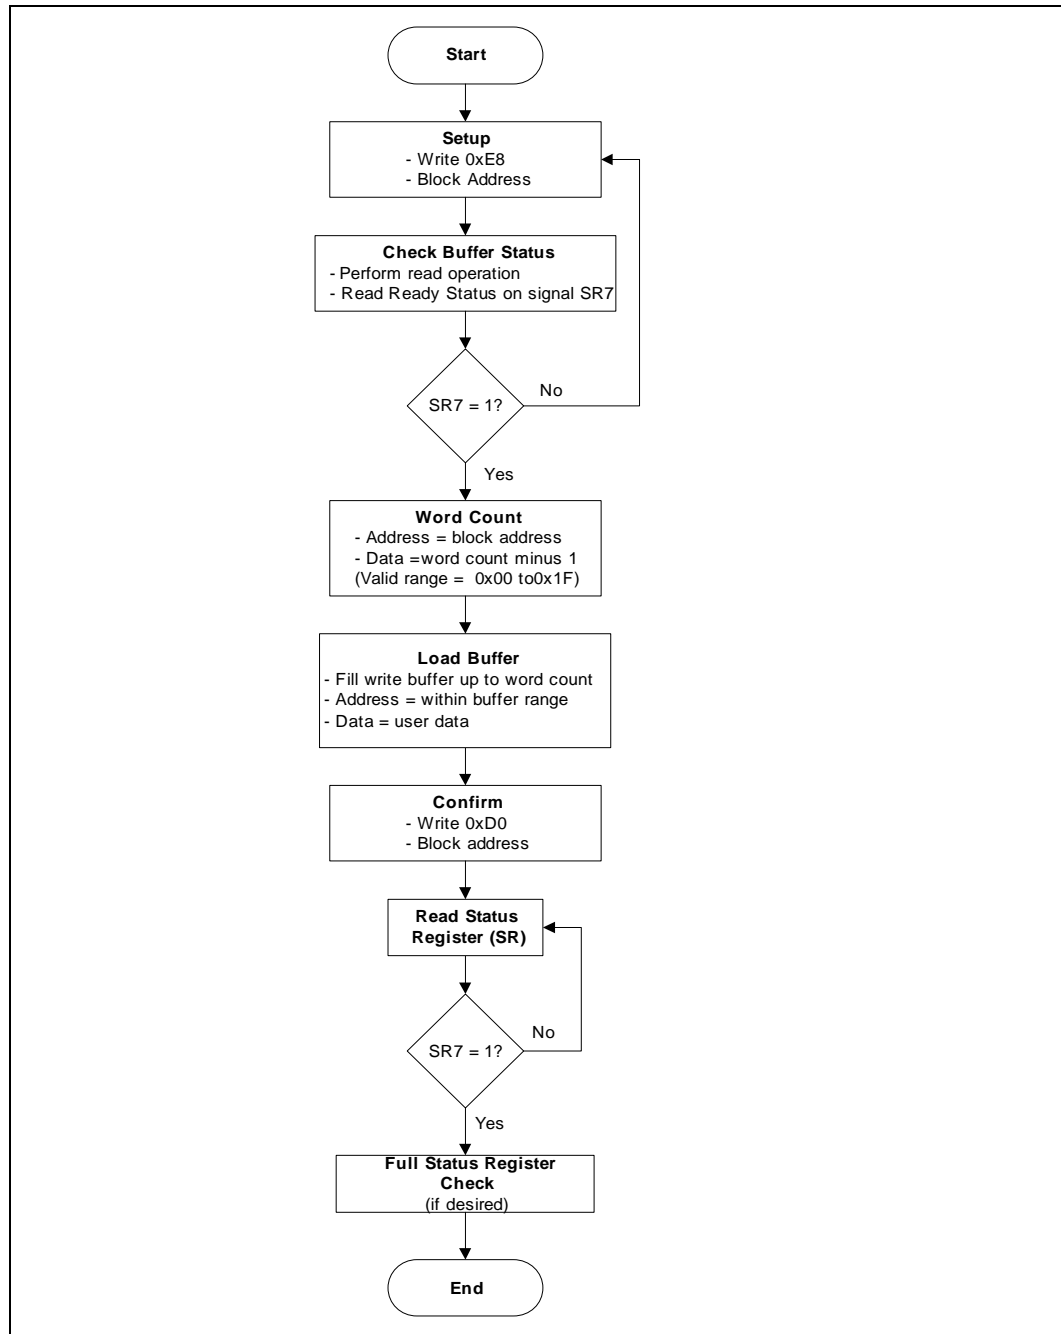 Start
Setup
- Write 0xE8
- Block Address
Check Buffer Status
- Perform read operation
- Read Ready Status on signal SR7
SR7 = 1?
No
Yes
Word Count
- Address = block address
- Data =word count minus 1
(Valid range = 0x00 to0x1F)
Load Buffer
- Fill write buffer up to word count
- Address = within buffer range
- Data = user data
Confirm
- Write 0xD0
- Block address
Read Status
Register (SR)
SR7 = 1?
No
Yes
Full Status Register
Check
(if desired)
End